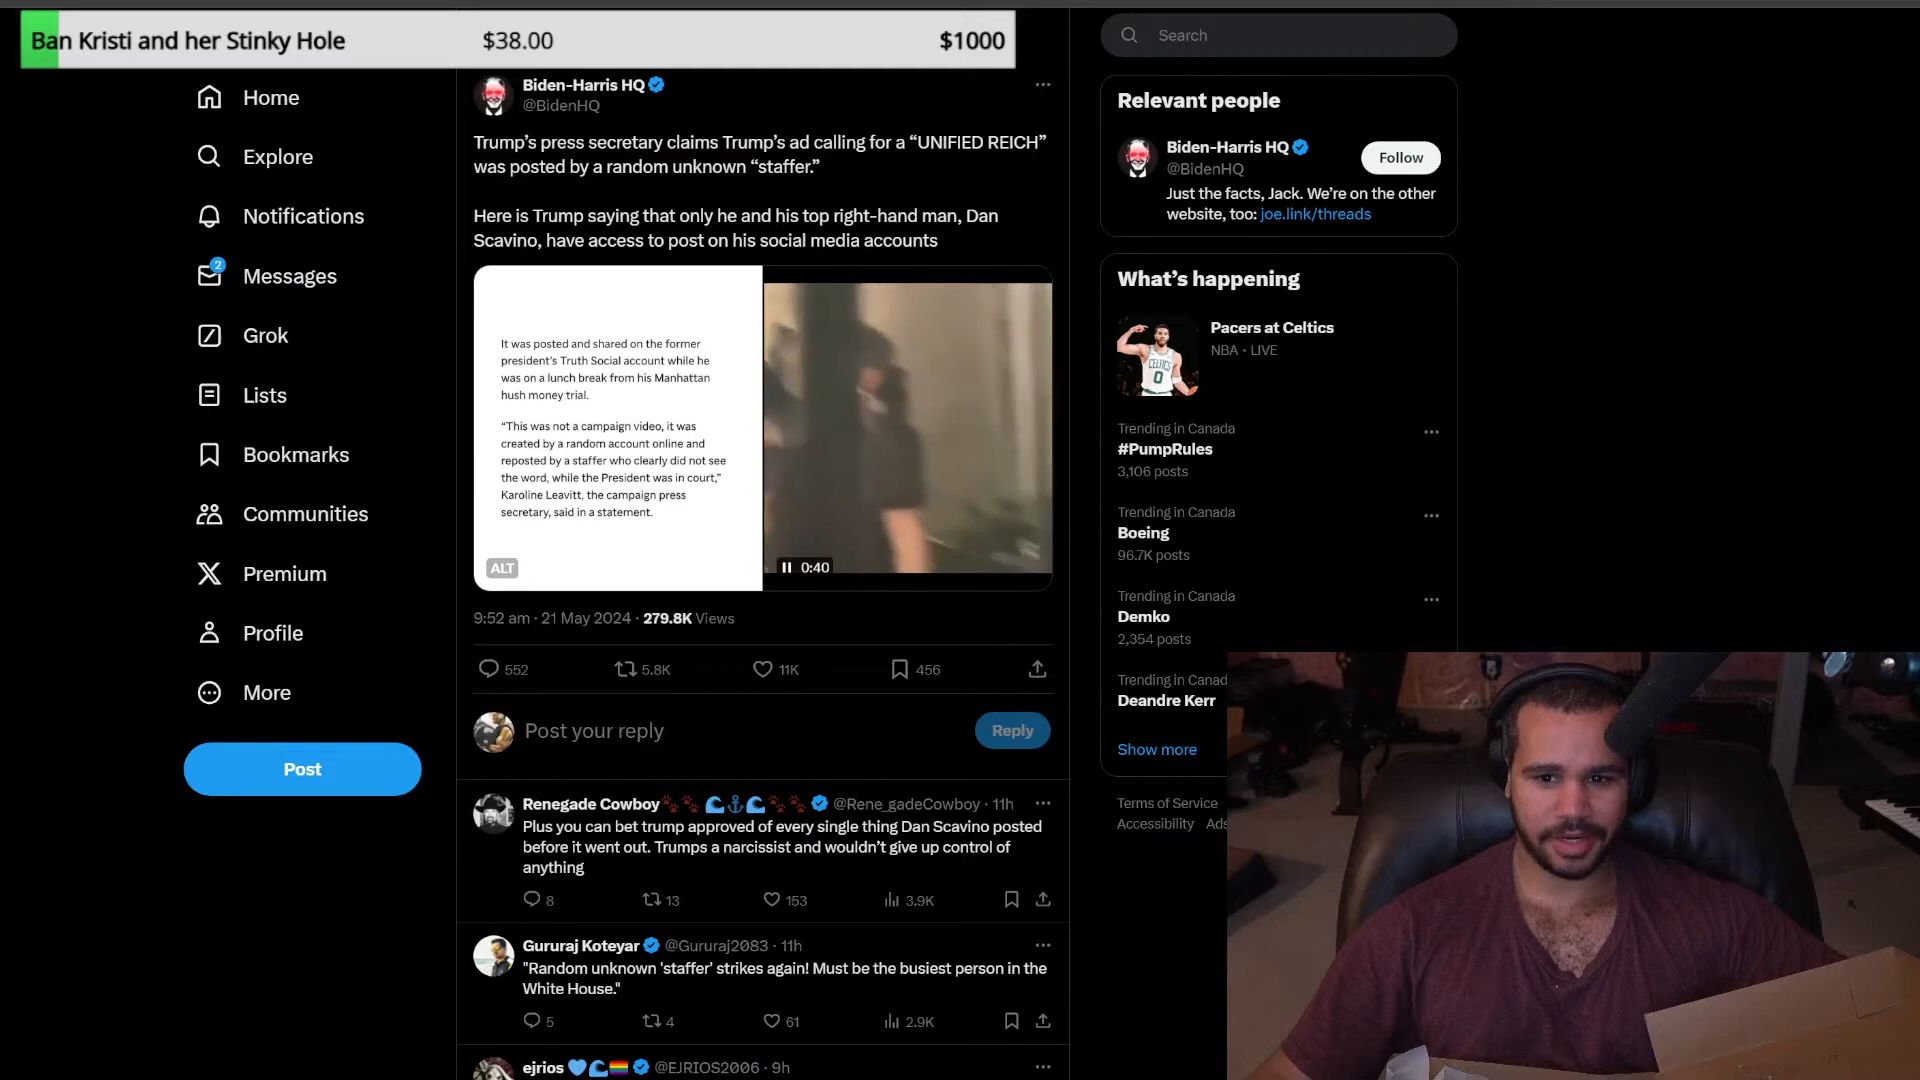 Ban Kristi and her Stinky Hole
$38.00
$1000
Home
Explore
Notifications
2
Messages
Grok
Lists
Bookmarks
Communities
Premium
Profile
More
Post
Biden-Harris HQ
@BidenHQ
Trump’s press secretary claims Trump’s ad calling for a “UNIFIED REICH”
was posted by a random unknown “staffer.”
Here is Trump saying that only he and his top right-hand man, Dan
Scavino, have access to post on his social media accounts
It was posted and shared on the former
president’s Truth Social account while he
was on a lunch break from his Manhattan
hush money trial.
“This was not a campaign video, it was
created by a random account online and
reposted by a staffer who clearly did not see
the word, while the President was in court,”
Karoline Leavitt, the campaign press
secretary, said in a statement.
ALT
0:40
9:52 am · 21 May 2024 · 279.8K Views
552
5.8K
11K
456
Post your reply
Reply
Renegade Cowboy @Rene_gadeCowboy · 11h
Plus you can bet trump approved of every single thing Dan Scavino posted
before it went out. Trumps a narcissist and wouldn’t give up control of
anything
8
13
153
3.9K
Gururaj Koteyar @Gururaj2083 · 11h
"Random unknown 'staffer' strikes again! Must be the busiest person in the
White House."
5
4
61
2.9K
ejrios @EJRIOS2006 · 9h
Search
Relevant people
Biden-Harris HQ
@BidenHQ
Follow
Just the facts, Jack. We’re on the other
website, too: joe.link/threads
What’s happening
Pacers at Celtics
NBA · LIVE
CELTICS
0
Trending in Canada
#PumpRules
3,106 posts
Trending in Canada
Boeing
96.7K posts
Trending in Canada
Demko
2,354 posts
Trending in Canad
Deandre Kerr
Show more
Terms of Service
Accessibility Ads